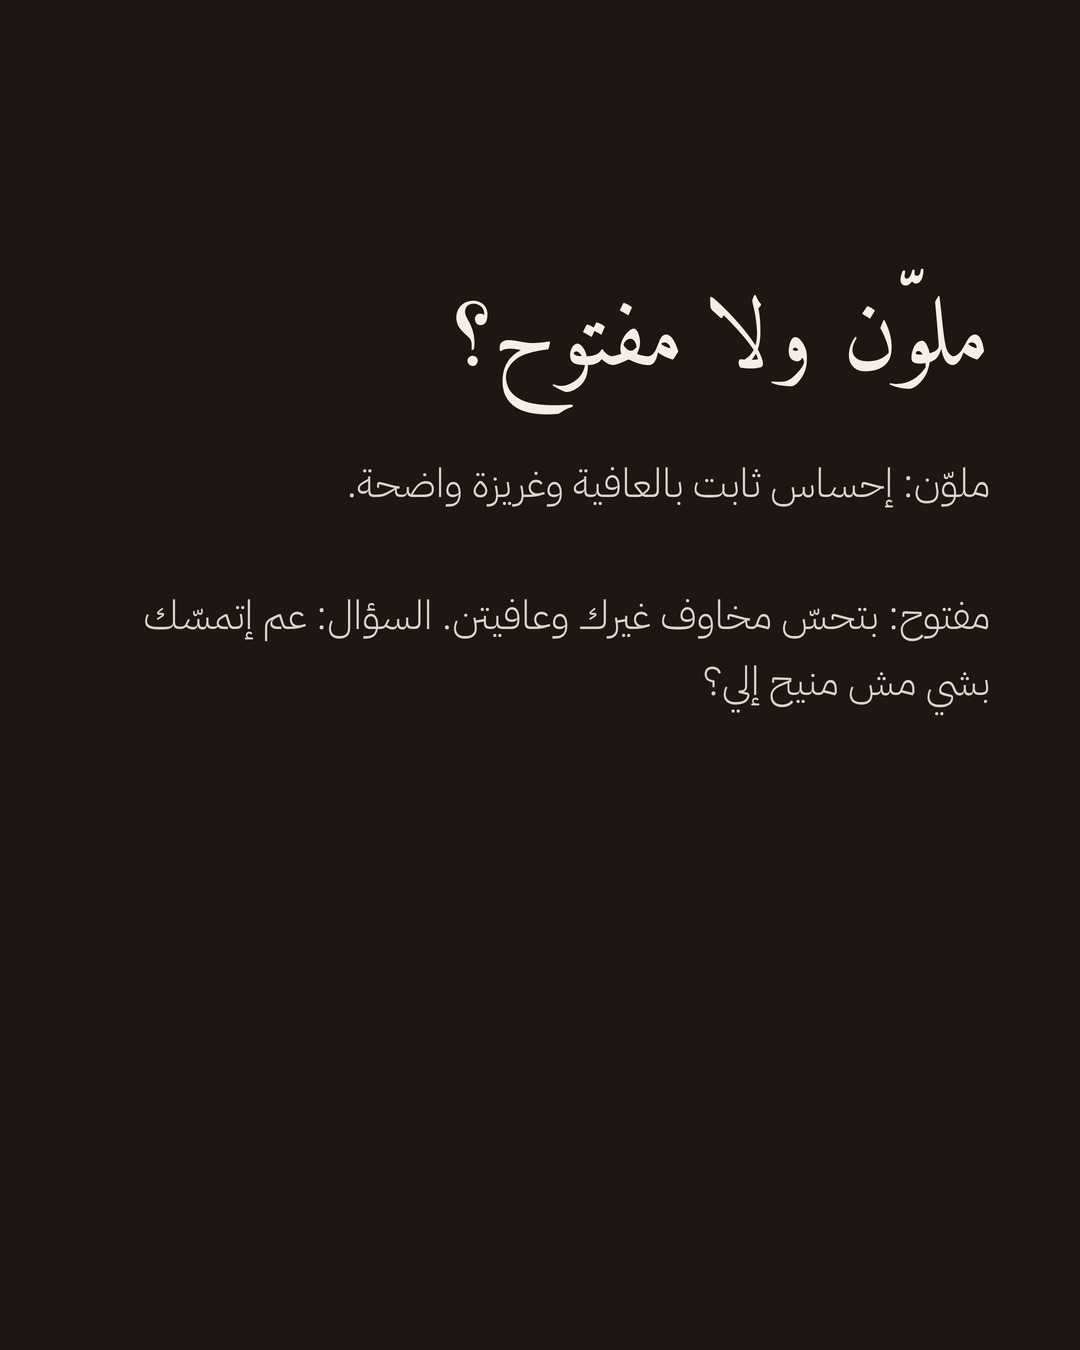 ملوّن ولا مفتوح؟
ملوّن: إحساس ثابت بالعافية وغريزة واضحة.
مفتوح: بتحسّ مخاوف غيرك وعافيتن. السؤال: عم إتمسّك
بشي مش منيح إلي؟